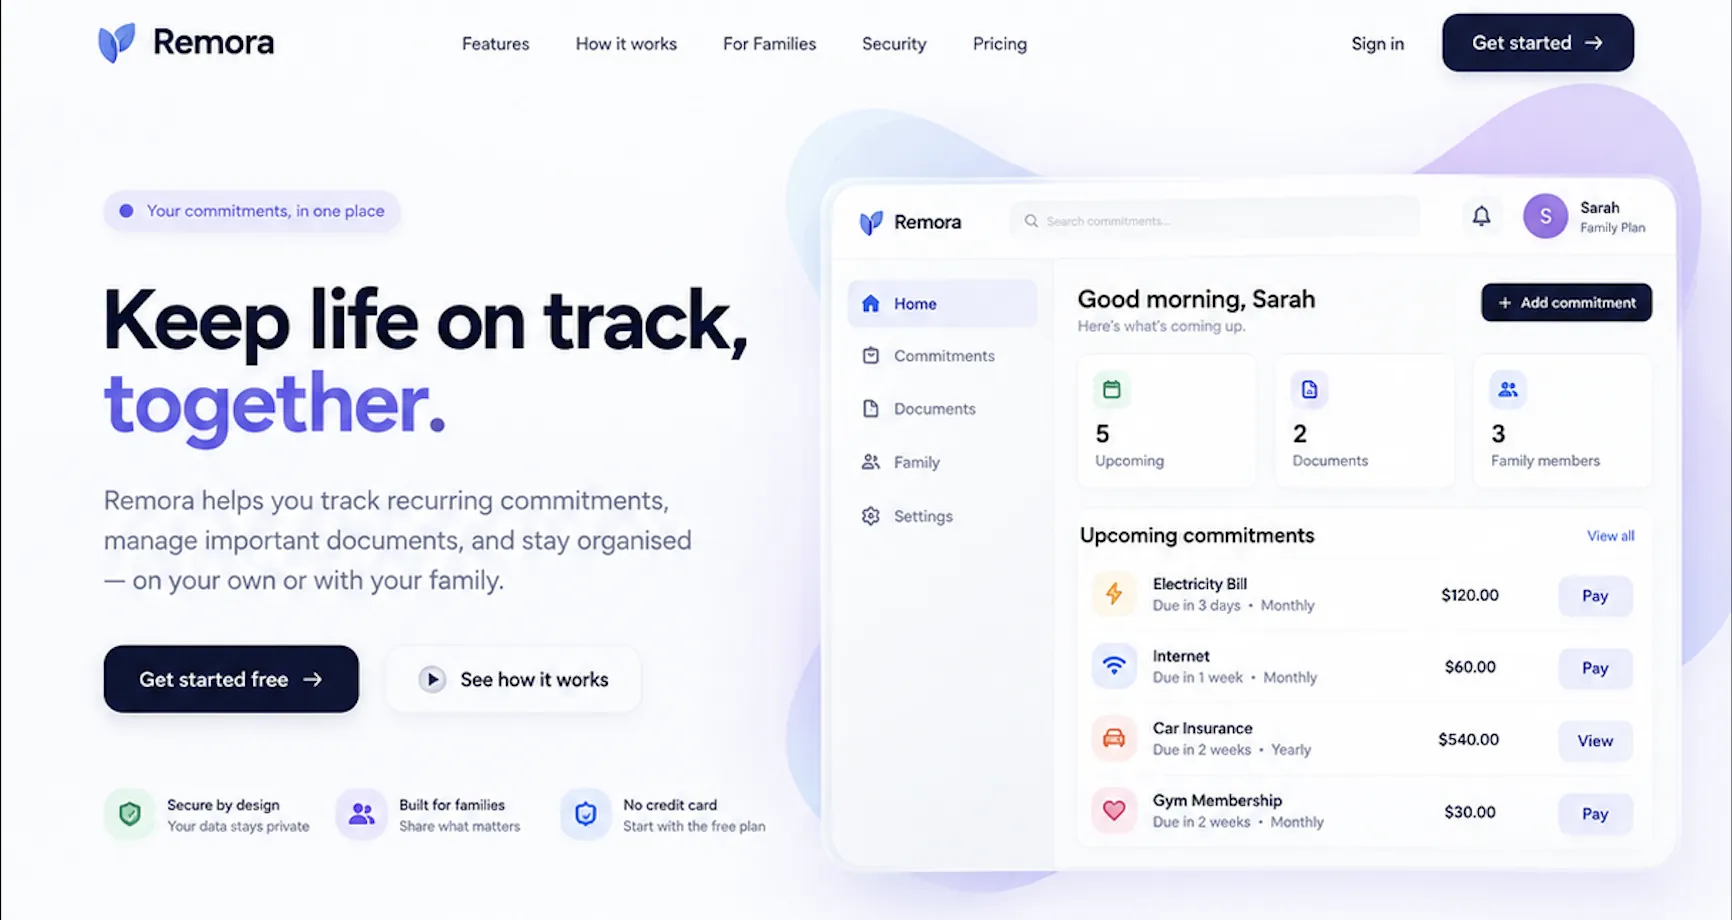 Remora
Features
How it works
For Families
Security
Pricing
Sign in
Get started →
Your commitments, in one place
Keep life on track,
together.
Remora helps you track recurring commitments,
manage important documents, and stay organised
— on your own or with your family.
Get started free →
See how it works
Secure by design
Your data stays private
Built for families
Share what matters
No credit card
Start with the free plan
Remora
Search commitments...
S
Sarah
Family Plan
Home
Commitments
Documents
Family
Settings
Good morning, Sarah
Here's what's coming up.
+ Add commitment
5
Upcoming
2
Documents
3
Family members
Upcoming commitments
View all
Electricity Bill
Due in 3 days • Monthly
$120.00
Pay
Internet
Due in 1 week • Monthly
$60.00
Pay
Car Insurance
Due in 2 weeks • Yearly
$540.00
View
Gym Membership
Due in 2 weeks • Monthly
$30.00
Pay